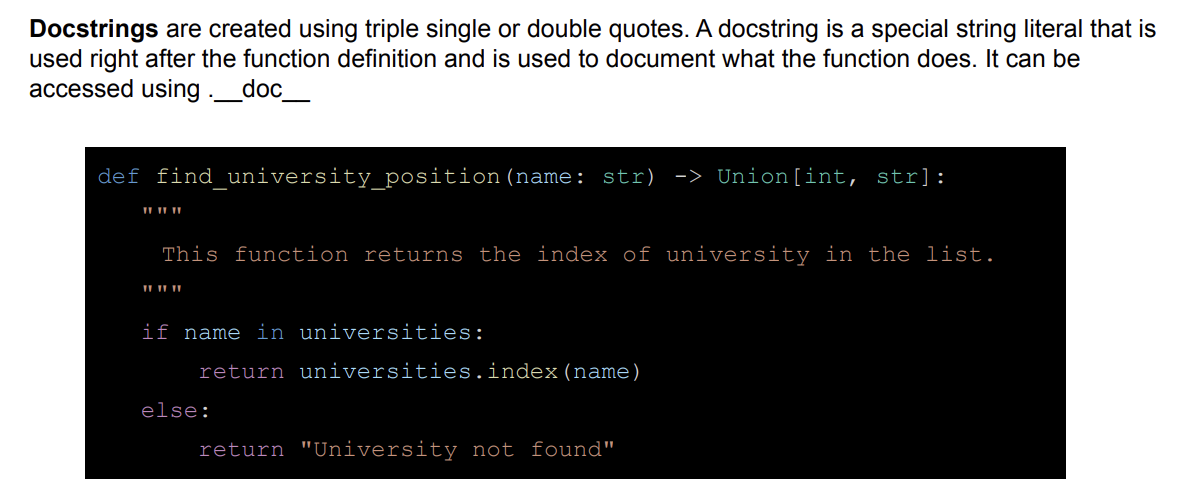 Docstrings are created using triple single or double quotes. A docstring is a special string literal that is
used right after the function definition and is used to document what the function does. It can be
accessed using .__doc__
def find_university_position(name: str) -> Union[int, str]:
"""
This function returns the index of university in the list.
"""
if name in universities:
return universities.index(name)
else:
return "University not found"